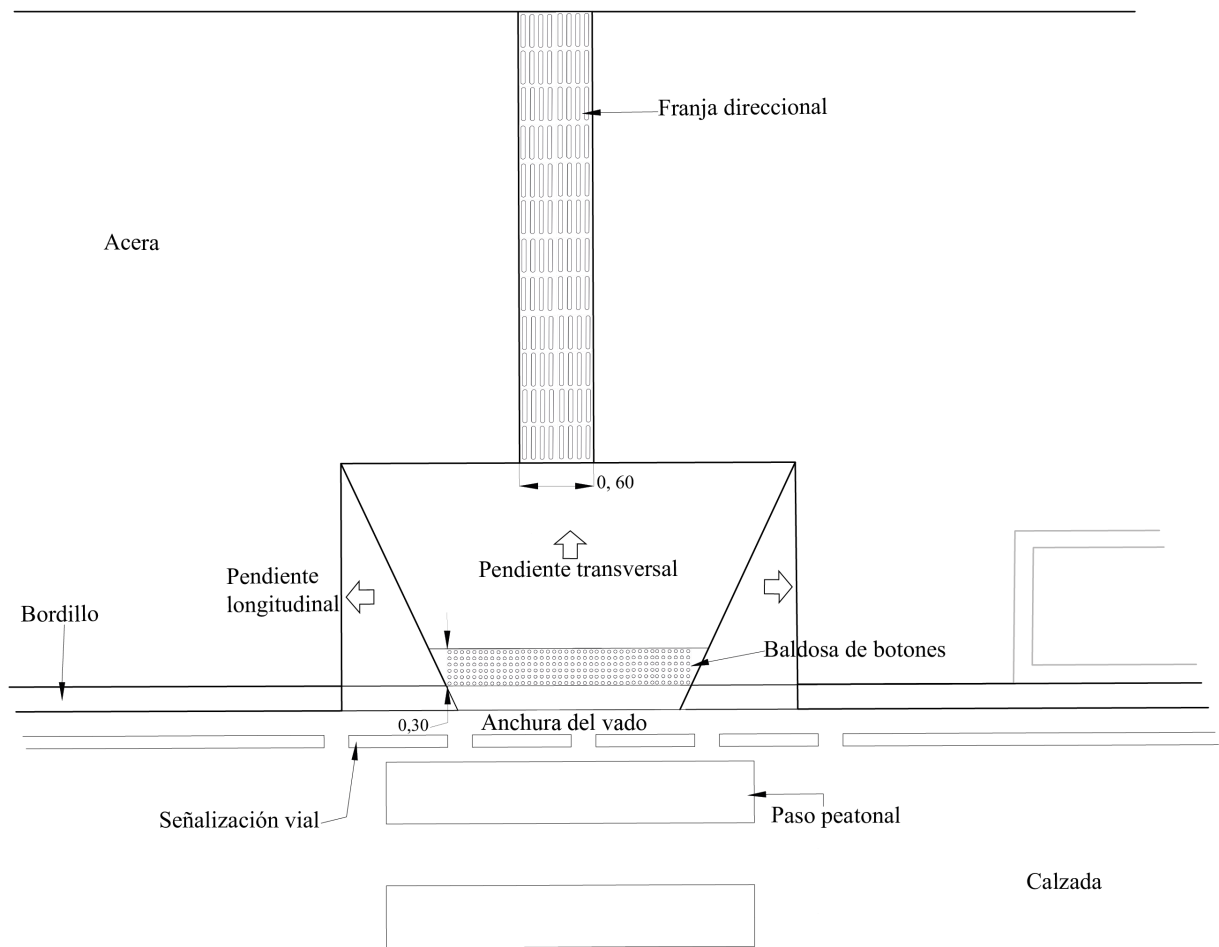 Franja direccional
Acera
0, 60
Pendiente transversal
Pendiente
longitudinal
Bordillo
Baldosa de botones
0,30
Anchura del vado
Señalización vial
Paso peatonal
Calzada